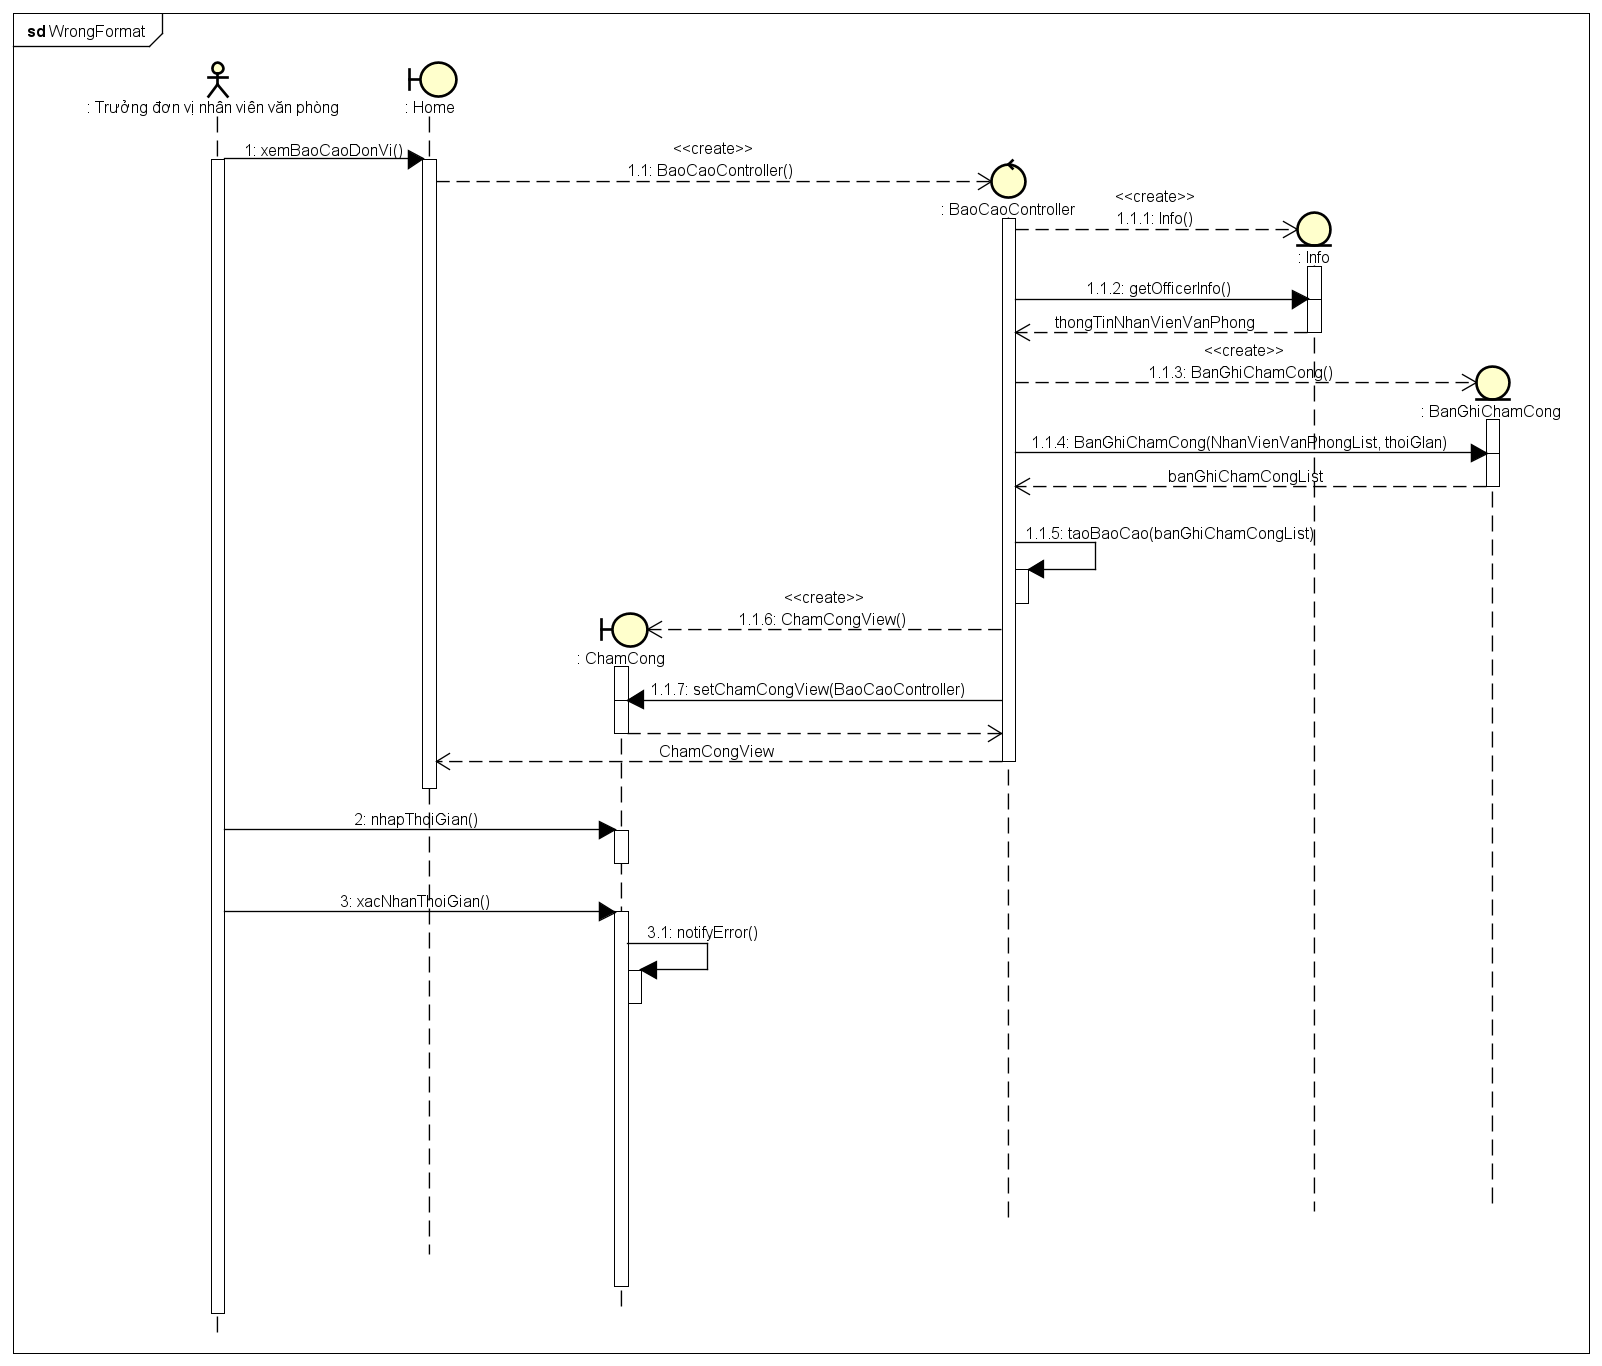 sd WrongFormat
: Trưởng đơn vị nhân viên văn phòng
: Home
1: xemBaoCaoDonVi()
<<create>>
1.1: BaoCaoController()
: BaoCaoController
<<create>>
1.1.1: Info()
: Info
1.1.2: getOfficerInfo()
thongTinNhanVienVanPhong
<<create>>
1.1.3: BanGhiChamCong()
: BanGhiChamCong
1.1.4: BanGhiChamCong(NhanVienVanPhongList, thoiGIan)
banGhiChamCongList
1.1.5: taoBaoCao(banGhiChamCongList)
<<create>>
1.1.6: ChamCongView()
: ChamCong
1.1.7: setChamCongView(BaoCaoController)
ChamCongView
2: nhapThoiGian()
3: xacNhanThoiGian()
3.1: notifyError()